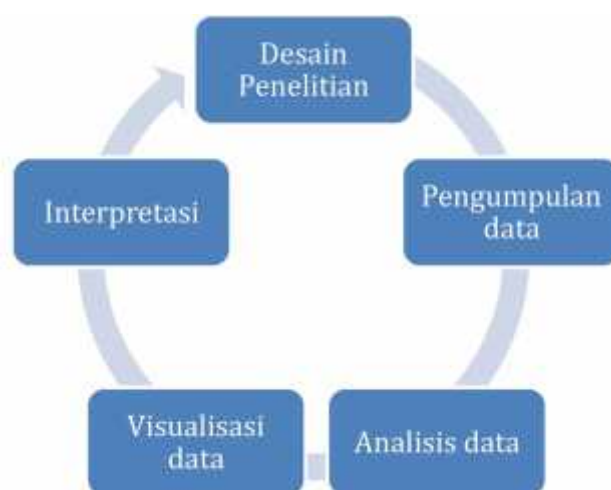 Desain
Penelitian
Pengumpulan
data
Analisis data
Visualisasi
data
Interpretasi